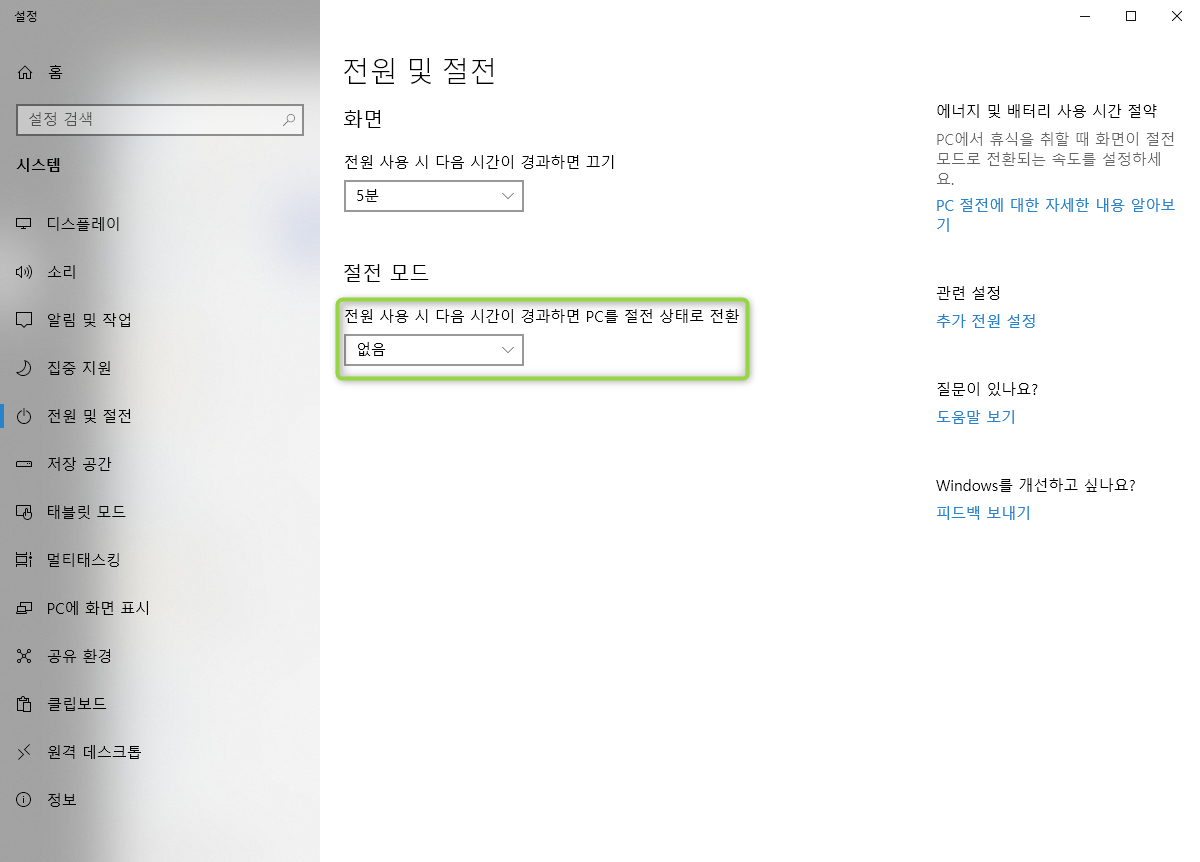 설정
홈
설정 검색
시스템
디스플레이
소리
알림 및 작업
집중 지원
전원 및 절전
저장 공간
태블릿 모드
멀티태스킹
PC에 화면 표시
공유 환경
클립보드
원격 데스크톱
정보
전원 및 절전
화면
전원 사용 시 다음 시간이 경과하면 끄기
5분
절전 모드
전원 사용 시 다음 시간이 경과하면 PC를 절전 상태로 전환
없음
에너지 및 배터리 사용 시간 절약
PC에서 휴식을 취할 때 화면이 절전
모드로 전환되는 속도를 설정하세
요.
PC 절전에 대한 자세한 내용 알아보
기
관련 설정
추가 전원 설정
질문이 있나요?
도움말 보기
Windows를 개선하고 싶나요?
피드백 보내기